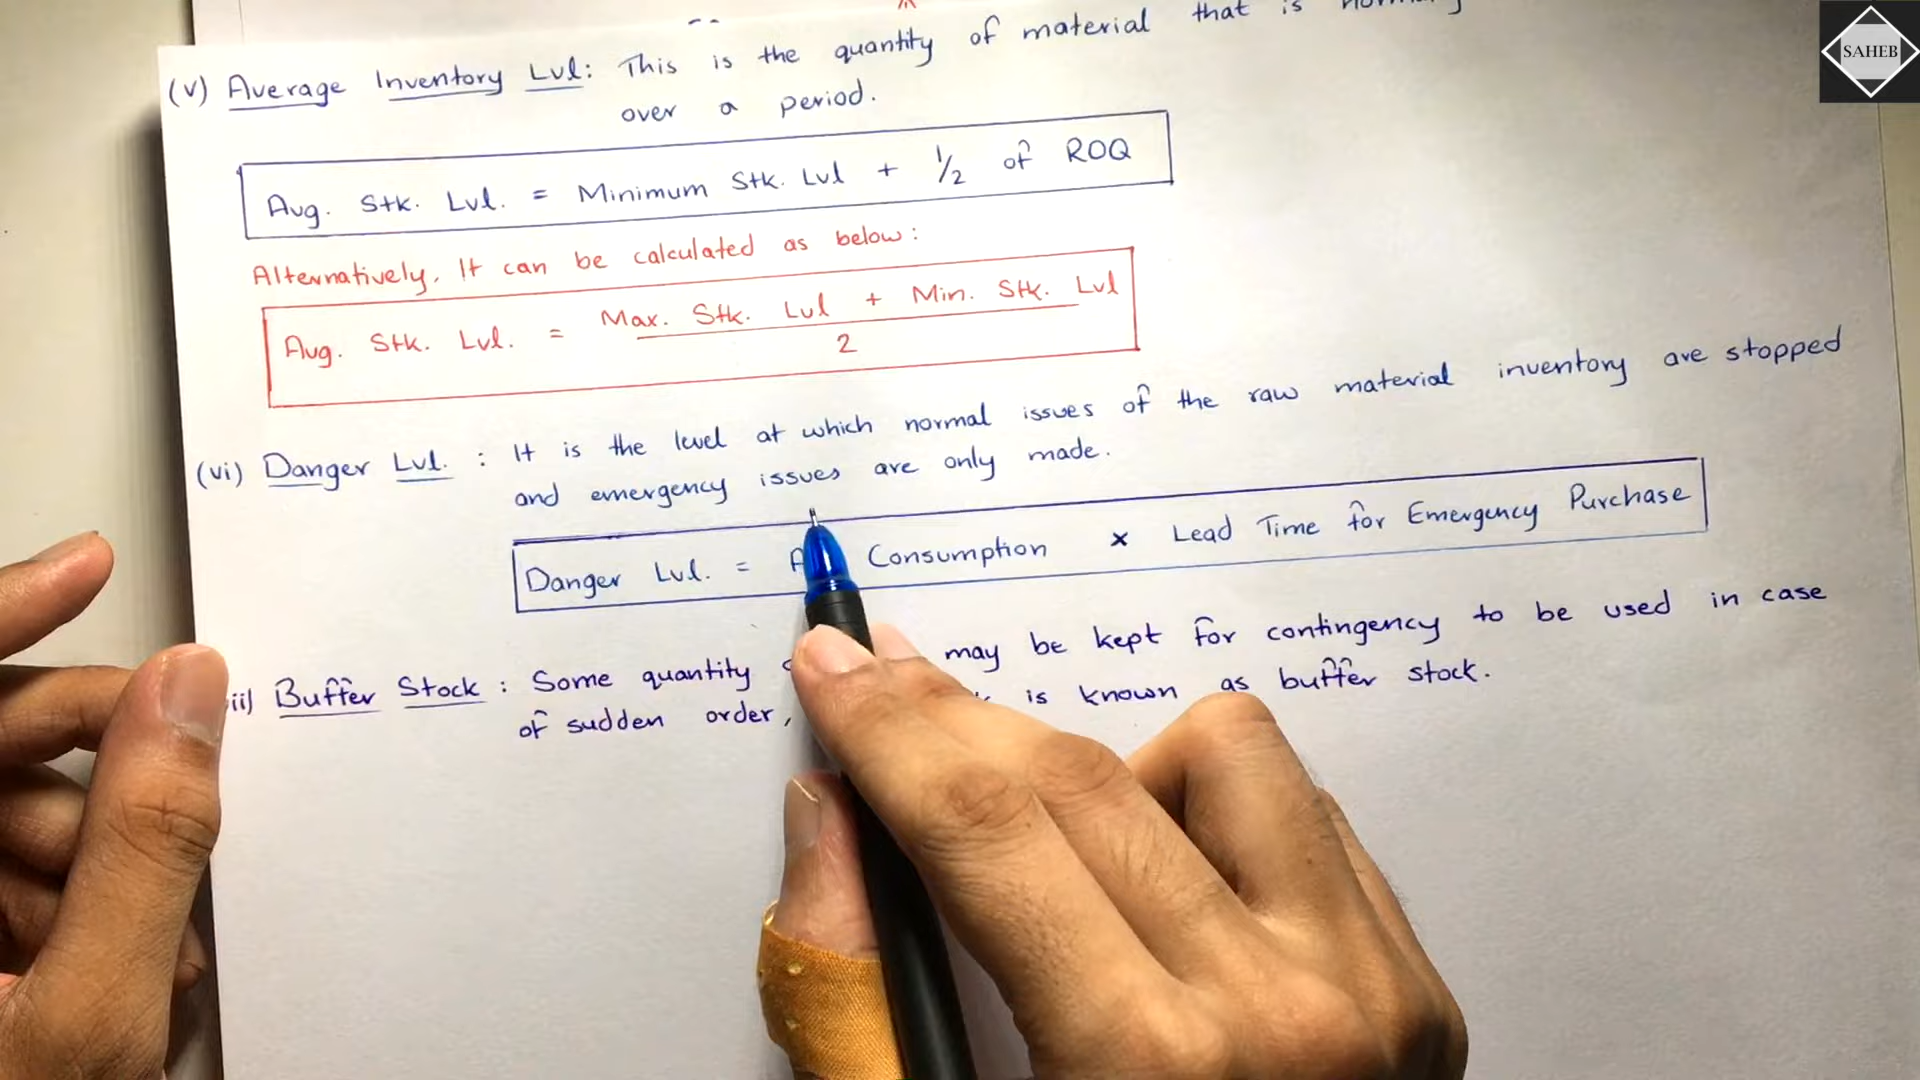 (v) Average Inventory Lvl: This is the quantity of material that is
over a period.
Avg. Stk. Lvl. = Minimum Stk. Lvl + 1/2 of ROQ
Alternatively, It can be calculated as below:
Avg. Stk. Lvl. = Max. Stk. Lvl + Min. Stk. Lvl
2
(vi) Danger Lvl. : It is the level at which normal issues of the raw material inventory are stopped
and emergency issues are only made.
Danger Lvl. = Consumption × Lead Time for Emergency Purchase
ii) Buffer Stock : Some quantity may be kept for contingency to be used in case
of sudden order, is known as buffer stock.
SAHEB